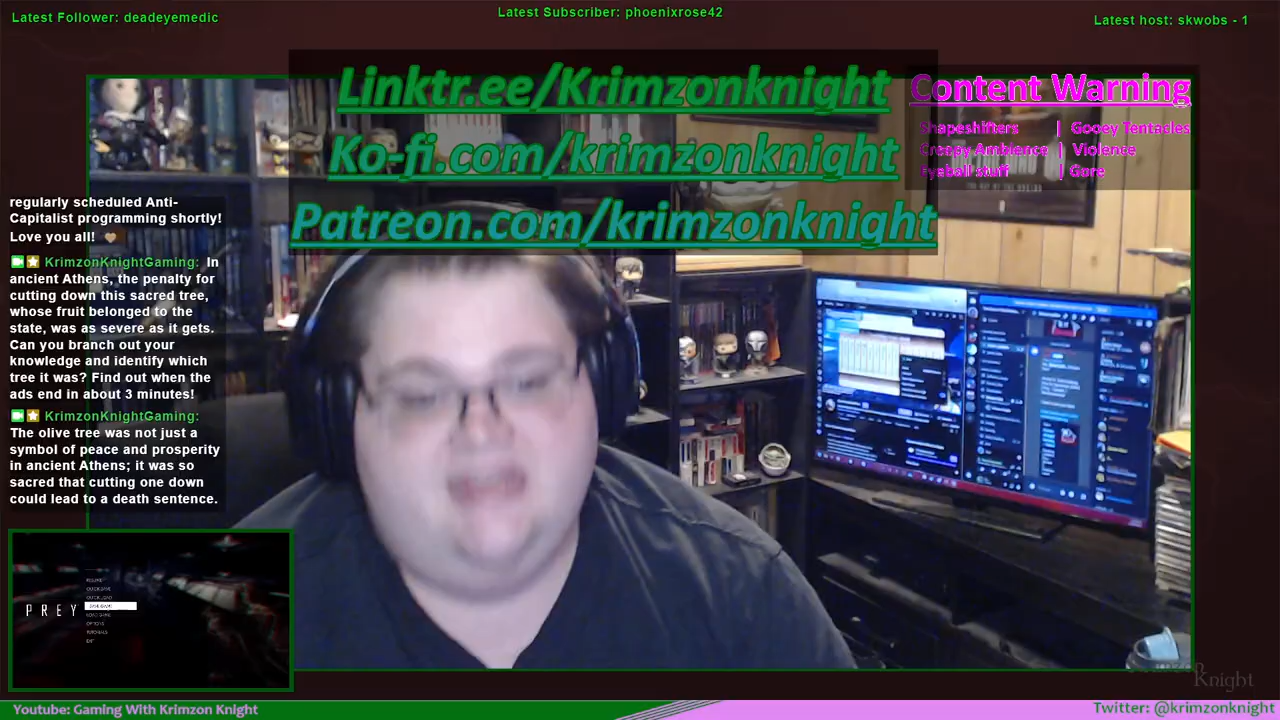 Latest Follower: deadeyemedic
Latest Subscriber: phoenixrose42
Latest host: skwobs - 1
Linktr.ee/Krimzonknight
Ko-fi.com/krimzonknight
Patreon.com/krimzonknight
Content Warning
Shapeshifters | Gooey Tentacles
Creepy Ambience | Violence
Eyeball stuff | Gore
regularly scheduled Anti-
Capitalist programming shortly!
Love you all!
KrimzonKnightGaming: In
ancient Athens, the penalty for
cutting down this sacred tree,
whose fruit belonged to the
state, was as severe as it gets.
Can you branch out your
knowledge and identify which
tree it was? Find out when the
ads end in about 3 minutes!
KrimzonKnightGaming:
The olive tree was not just a
symbol of peace and prosperity
in ancient Athens; it was so
sacred that cutting one down
could lead to a death sentence.
PREY
Knight
Youtube: Gaming With Krimzon Knight
Twitter: @krimzonknight